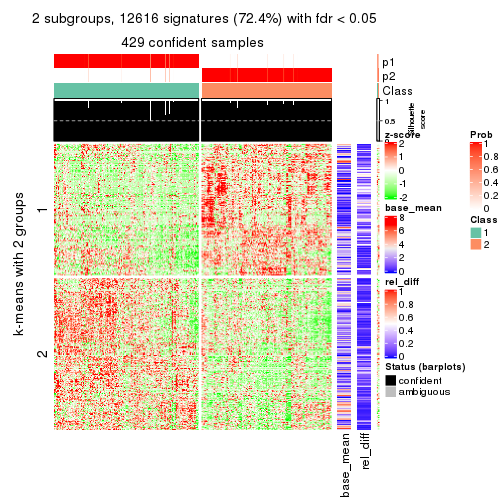 2 subgroups, 12616 signatures (72.4%) with fdr < 0.05
429 confident samples
p1
p2
Class
1
0.5
Silhouette
score
k-means with 2 groups
1
2
base_mean
rel_diff
z-score
2
1
0
-1
-2
base_mean
8
6
4
2
0
rel_diff
1
0.8
0.6
0.4
0.2
0
Status (barplots)
confident
ambiguous
Prob
1
0.8
0.6
0.4
0.2
0
Class
1
2